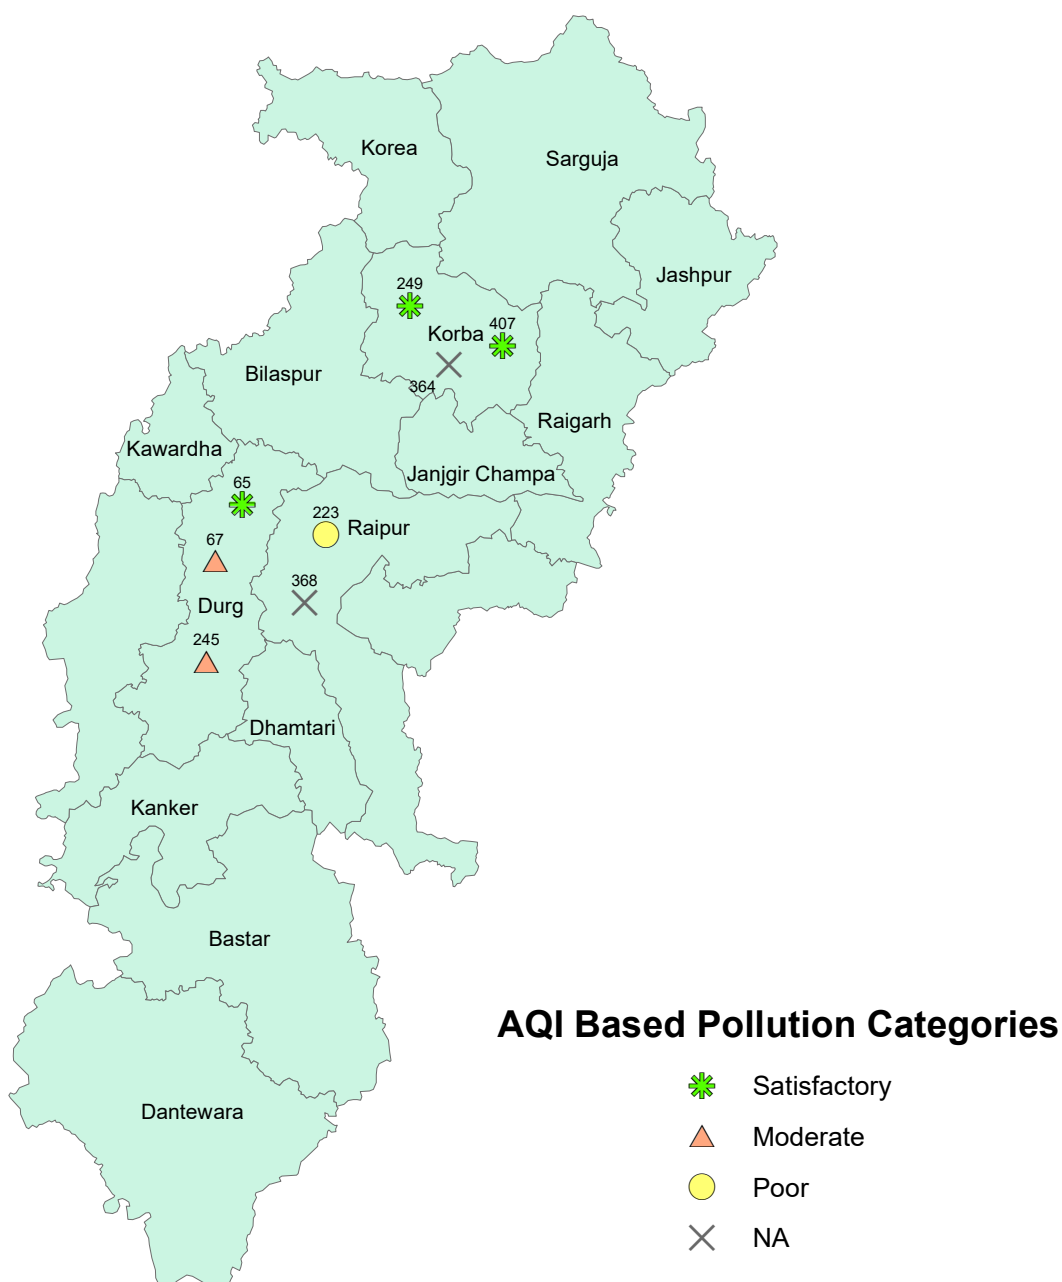 Korea
Sarguja
Jashpur
249
407
Korba
364
Bilaspur
Raigarh
Kawardha
Janjgir Champa
65
223
Raipur
67
368
Durg
245
Dhamtari
Kanker
Bastar
Dantewara
AQI Based Pollution Categories
Satisfactory
Moderate
Poor
NA